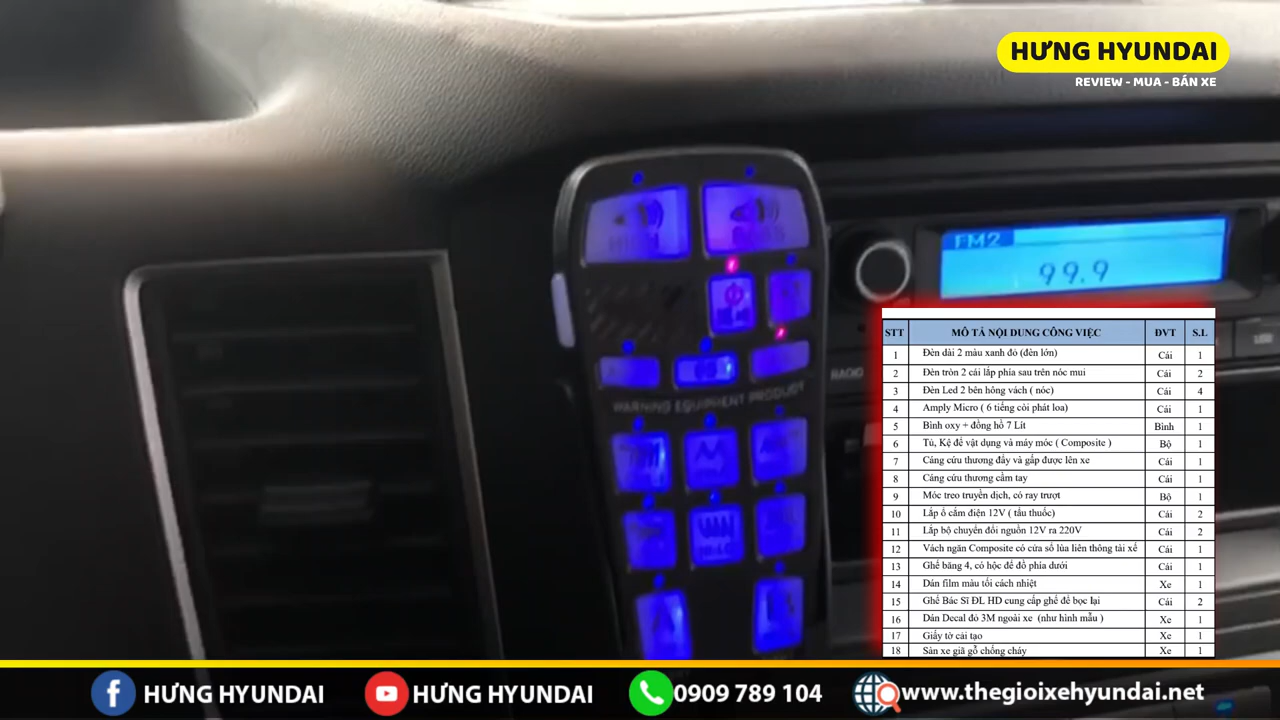 HƯNG HYUNDAI
REVIEW - MUA - BÁN XE
FM2
99.9
RADIO
USB
WARNING EQUIPMENT PRODUCT
STT MÔ TẢ NỘI DUNG CÔNG VIỆC ĐVT S.L
1 Đèn dài 2 màu xanh đỏ (đèn lớn) Cái 1
2 Đèn tròn 2 cái lắp phía sau trên nóc mui Cái 2
3 Đèn Led 2 bên hông vách ( nóc) Cái 4
4 Amply Micro ( 6 tiếng còi phát loa) Cái 1
5 Bình oxy + đồng hồ 7 Lít Bình 1
6 Tủ, Kệ để vật dụng và máy móc ( Composite ) Bộ 1
7 Cáng cứu thương đẩy và gấp được lên xe Cái 1
8 Cáng cứu thương cầm tay Cái 1
9 Móc treo truyền dịch, có ray trượt Bộ 1
10 Lắp ổ cắm điện 12V ( tẩu thuốc) Cái 2
11 Lắp bộ chuyển đổi nguồn 12V ra 220V Cái 2
12 Vách ngăn Composite có cửa sổ lùa liên thông tài xế Cái 1
13 Ghế băng 4, có hộc để đồ phía dưới Cái 1
14 Dán film màu tối cách nhiệt Xe 1
15 Ghế Bác Sĩ ĐL HD cung cấp ghế để bọc lại Cái 2
16 Dán Decal đỏ 3M ngoài xe (như hình mẫu ) Xe 1
17 Giấy tờ cải tạo Xe 1
18 Sàn xe giả gỗ chống cháy Xe 1
HƯNG HYUNDAI HƯNG HYUNDAI 0909 789 104 www.thegioixehyundai.net